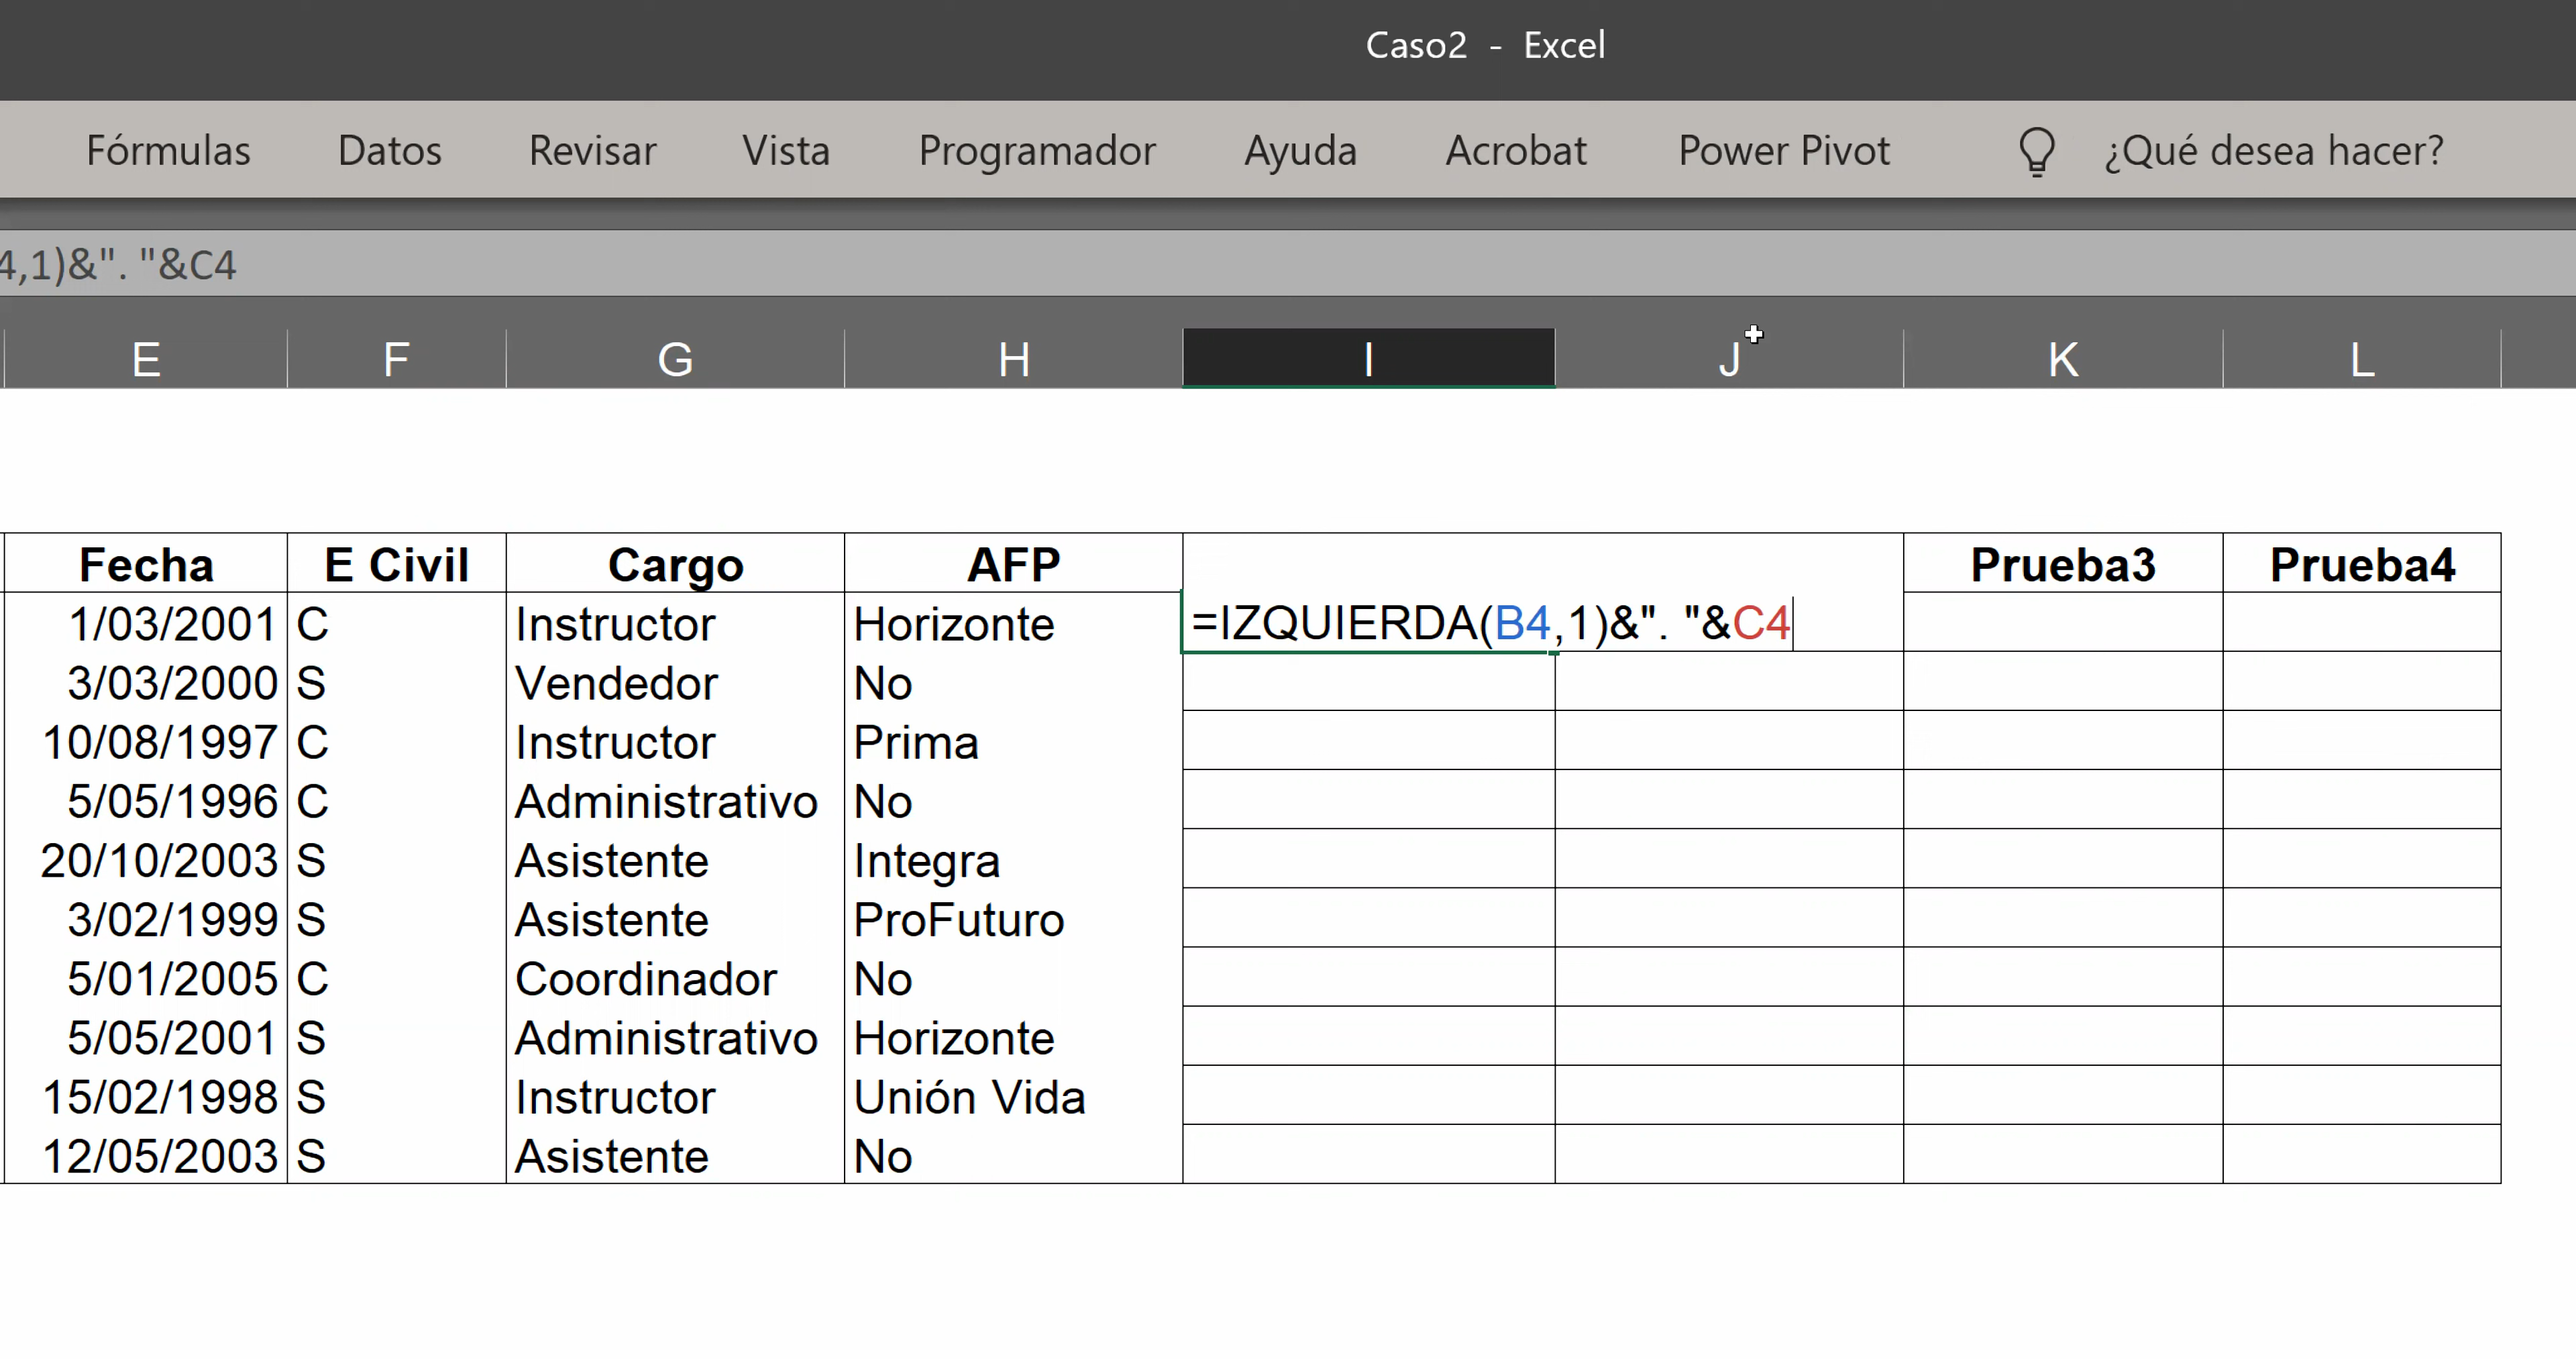 Caso2 - Excel
Fórmulas Datos Revisar Vista Programador Ayuda Acrobat Power Pivot ¿Qué desea hacer?
4,1)&". "&C4
E F G H I J K L
Fecha E Civil Cargo AFP Prueba3 Prueba4
1/03/2001 C Instructor Horizonte =IZQUIERDA(B4,1)&". "&C4
3/03/2000 S Vendedor No
10/08/1997 C Instructor Prima
5/05/1996 C Administrativo No
20/10/2003 S Asistente Integra
3/02/1999 S Asistente ProFuturo
5/01/2005 C Coordinador No
5/05/2001 S Administrativo Horizonte
15/02/1998 S Instructor Unión Vida
12/05/2003 S Asistente No